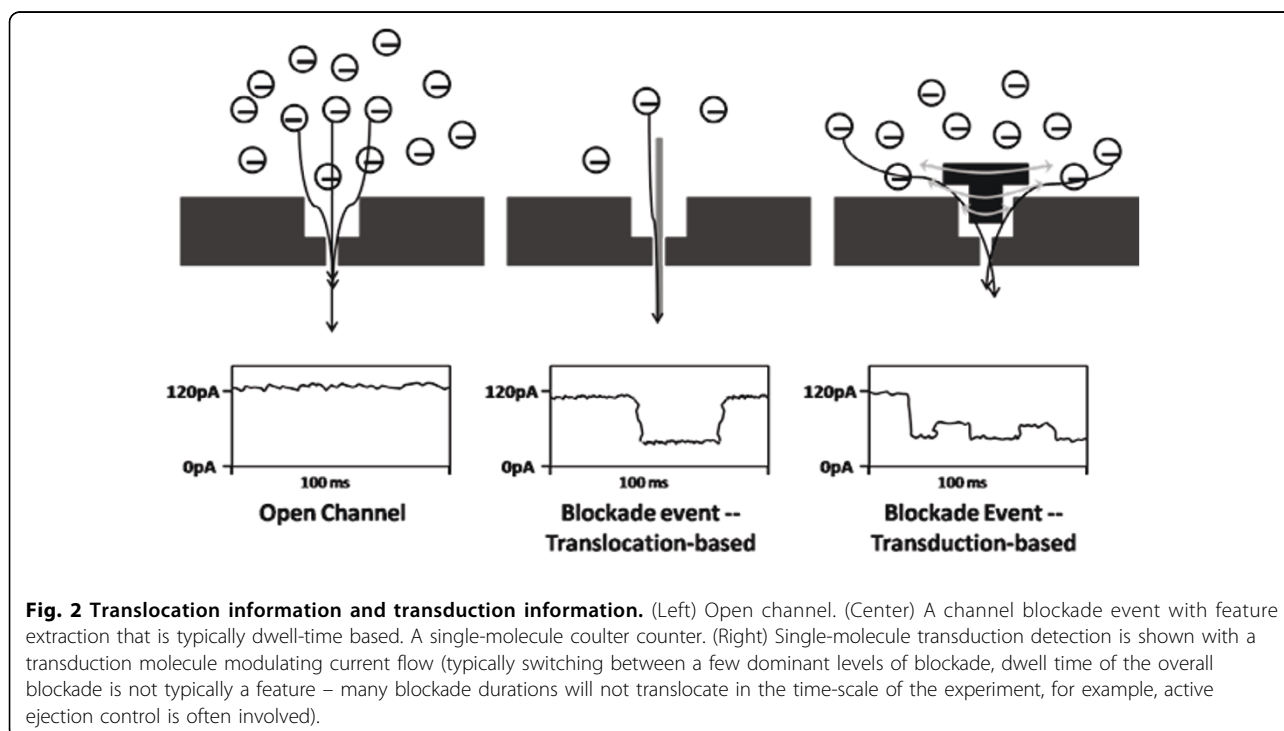 120pA
0pA
100 ms
Open Channel
120pA
0pA
100 ms
Blockade event --
Translocation-based
120pA
0pA
100 ms
Blockade Event --
Transduction-based
Fig. 2 Translocation information and transduction information. (Left) Open channel. (Center) A channel blockade event with feature
extraction that is typically dwell-time based. A single-molecule coulter counter. (Right) Single-molecule transduction detection is shown with a
transduction molecule modulating current flow (typically switching between a few dominant levels of blockade, dwell time of the overall
blockade is not typically a feature – many blockade durations will not translocate in the time-scale of the experiment, for example, active
ejection control is often involved).